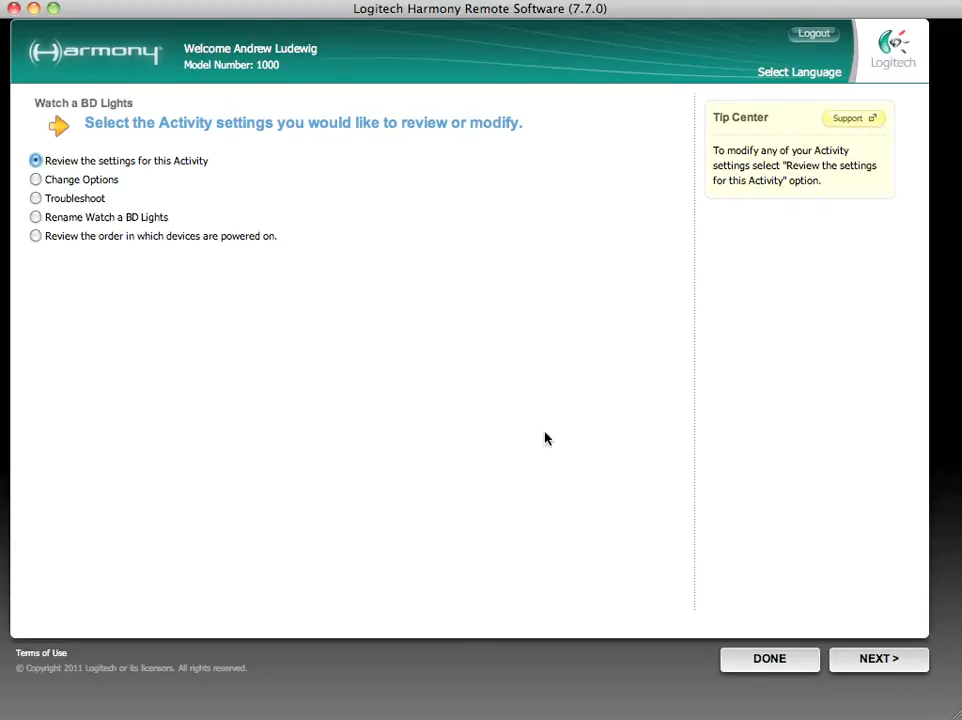 Logitech Harmony Remote Software (7.7.0)
Harmony
Welcome Andrew Ludewig
Model Number: 1000
Logout
Select Language
Logitech
Watch a BD Lights
Select the Activity settings you would like to review or modify.
Review the settings for this Activity
Change Options
Troubleshoot
Rename Watch a BD Lights
Review the order in which devices are powered on.
Tip Center
Support
To modify any of your Activity
settings select "Review the settings
for this Activity" option.
Terms of Use
© Copyright 2011 Logitech or its licensors. All rights reserved.
DONE
NEXT >